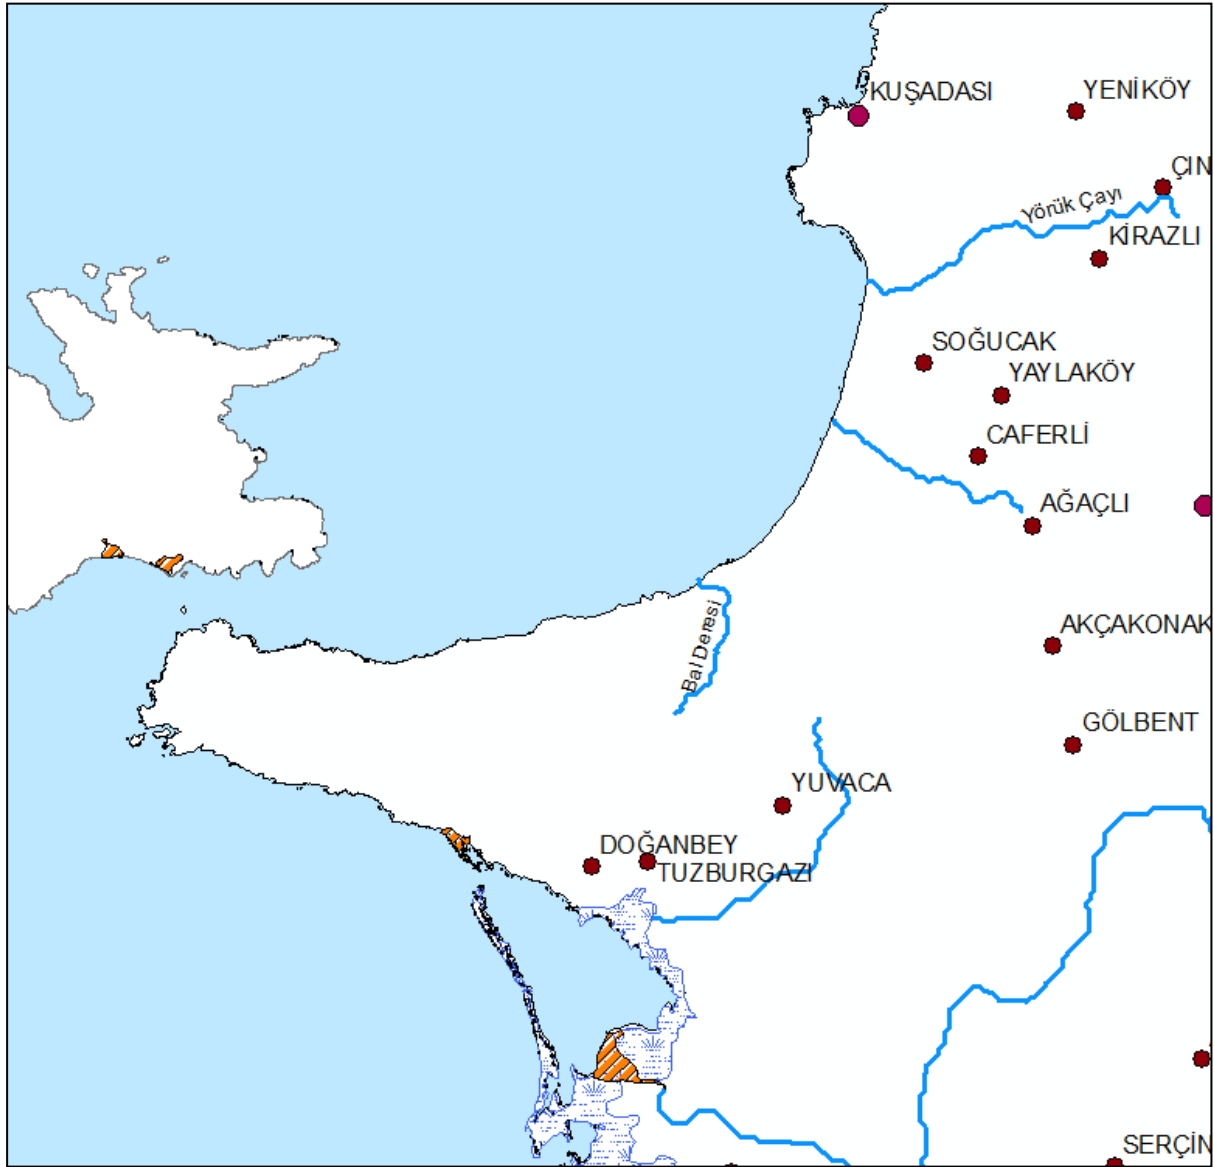 KUŞADASI
YENİKÖY
ÇIN
Yörük Çayı
KİRAZLI
SOĞUCAK
YAYLAKÖY
CAFERLİ
AĞAÇLI
Bal Deresi
AKÇAKONAK
GÖLBENT
YUVACA
DOĞANBEY
TUZBURGAZI
SERÇİN